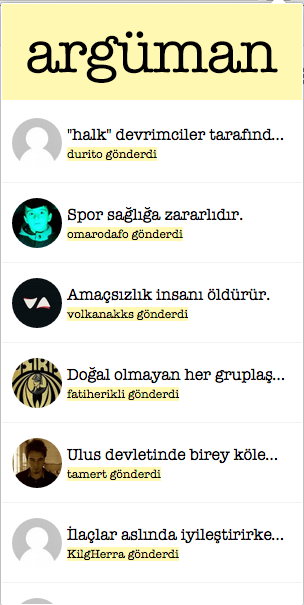 argüman
"halk" devrimciler tarafınd...
durito gönderdi
Spor sağlığa zararlıdır.
omarodafo gönderdi
Amaçsızlık insanı öldürür.
volkanakks gönderdi
Doğal olmayan her gruplaş...
fatiherikli gönderdi
Ulus devletinde birey köle...
tamert gönderdi
İlaçlar aslında iyileştirirke...
KilgHerra gönderdi